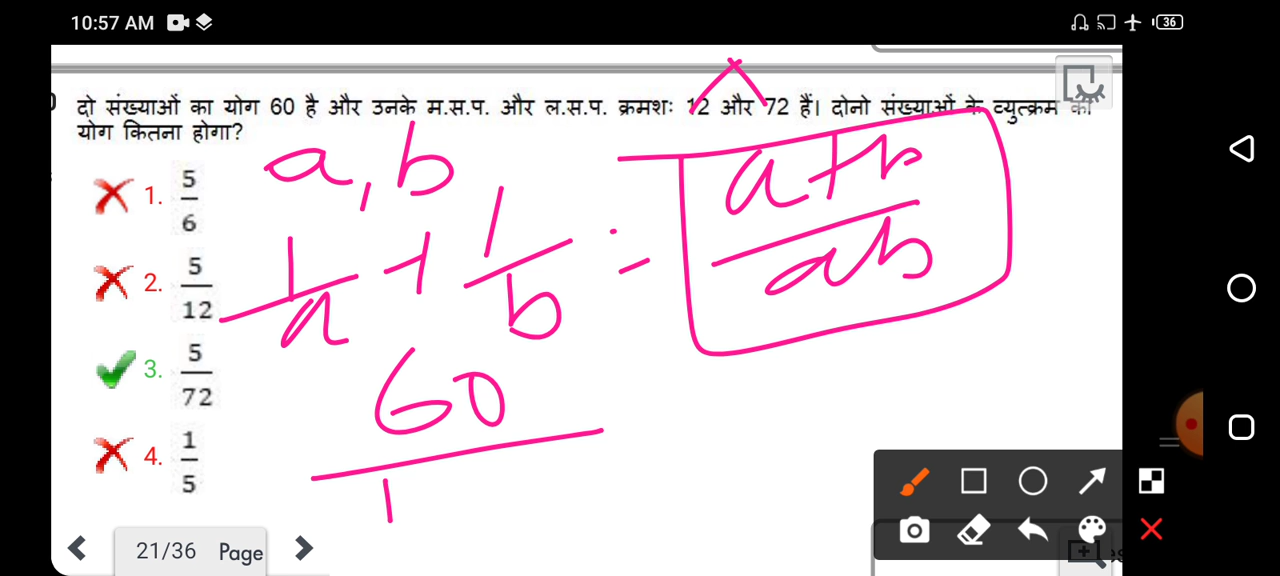 10:57 AM 36
दो संख्याओं का योग 60 है और उनके म.स.प. और ल.स.प. क्रमशः 12 और 72 हैं। दोनो संख्याओं के व्युत्क्रम का
योग कितना होगा?
1. 5/6
2. 5/12
3. 5/72
4. 1/5
a, b
1/a + 1/b = a+b/ab
60
1
21/36 Page